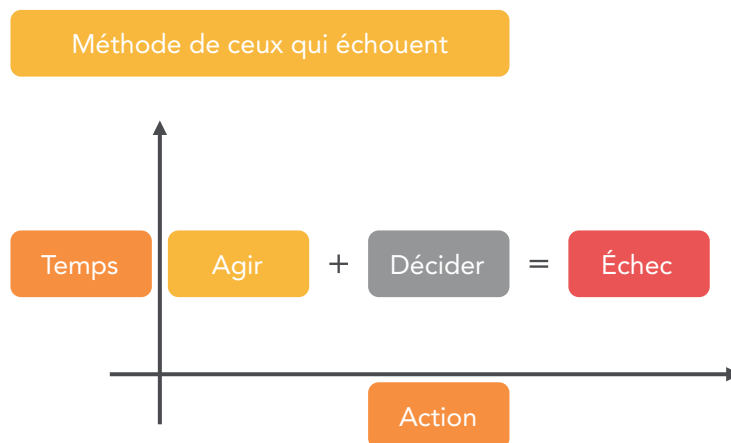 Méthode de ceux qui échouent
Temps Agir + Décider = Échec
Action